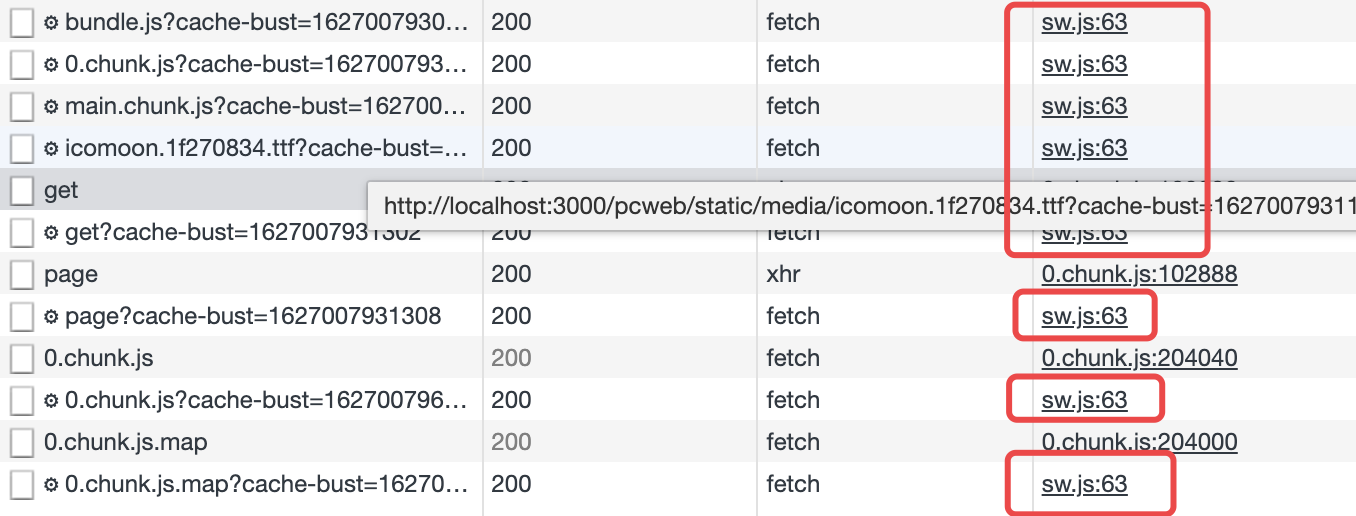 bundle.js?cache-bust=1627007930... 200 fetch sw.js:63
0.chunk.js?cache-bust=162700793... 200 fetch sw.js:63
main.chunk.js?cache-bust=162700... 200 fetch sw.js:63
icomoon.1f270834.ttf?cache-bust=... 200 fetch sw.js:63
get
http://localhost:3000/pcweb/static/media/icomoon.1f270834.ttf?cache-bust=16270079311
get?cache-bust=1627007931302 200 fetch sw.js:63
page 200 xhr 0.chunk.js:102888
page?cache-bust=1627007931308 200 fetch sw.js:63
0.chunk.js 200 fetch 0.chunk.js:204040
0.chunk.js?cache-bust=162700796... 200 fetch sw.js:63
0.chunk.js.map 200 fetch 0.chunk.js:204000
0.chunk.js.map?cache-bust=16270... 200 fetch sw.js:63